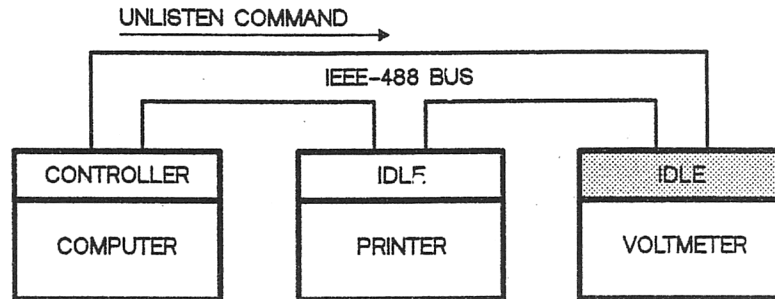 UNLISTEN COMMAND
IEEE-488 BUS
CONTROLLER IDLE IDLE
COMPUTER PRINTER VOLTMETER